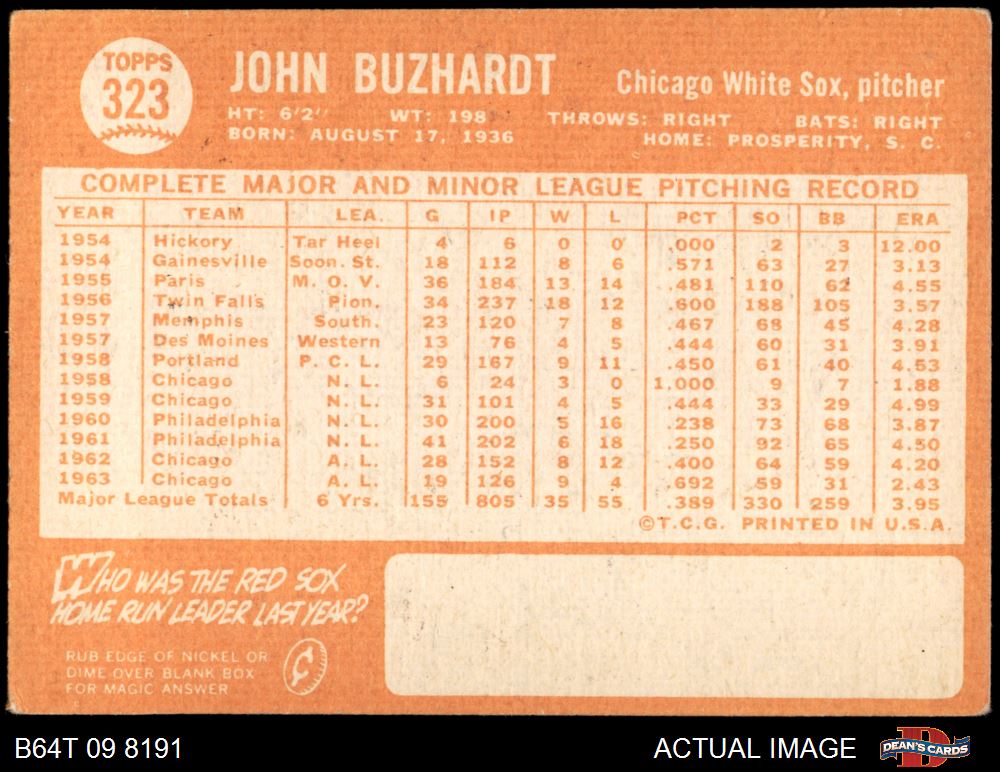 TOPPS
323
JOHN BUZHARDT
Chicago White Sox, pitcher
HT: 6'2" WT: 198 THROWS: RIGHT BATS: RIGHT
BORN: AUGUST 17, 1936 HOME: PROSPERITY, S. C.
COMPLETE MAJOR AND MINOR LEAGUE PITCHING RECORD
YEAR TEAM LEA. G IP W L PCT SO BB ERA
1954 Hickory Tar Heel 4 6 0 0 .000 2 3 12.00
1954 Gainesville Soon. St. 18 112 8 6 .571 63 27 3.13
1955 Paris M. O. V. 36 184 13 14 .481 110 62 4.55
1956 Twin Falls Pion. 34 237 18 12 .600 188 105 3.57
1957 Memphis South. 23 120 7 8 .467 68 45 4.28
1957 Des Moines Western 13 76 4 5 .444 60 31 3.91
1958 Portland P. C. L. 29 167 9 11 .450 61 40 4.53
1958 Chicago N. L. 6 24 3 0 1,000 9 7 1.88
1959 Chicago N. L. 31 101 4 5 .444 33 29 4.99
1960 Philadelphia N. L. 30 200 5 16 .238 73 68 3.87
1961 Philadelphia N. L. 41 202 6 18 .250 92 65 4.50
1962 Chicago A. L. 28 152 8 12 .400 64 59 4.20
1963 Chicago A. L. 19 126 9 4 .692 59 31 2.43
Major League Totals 6 Yrs. 155 805 35 55 .389 330 259 3.95
©T.C.G. PRINTED IN U.S.A.
WHO WAS THE RED SOX
HOME RUN LEADER LAST YEAR?
RUB EDGE OF NICKEL OR
DIME OVER BLANK BOX
FOR MAGIC ANSWER
¢
B64T 09 8191
ACTUAL IMAGE
D
DEAN'S CARDS